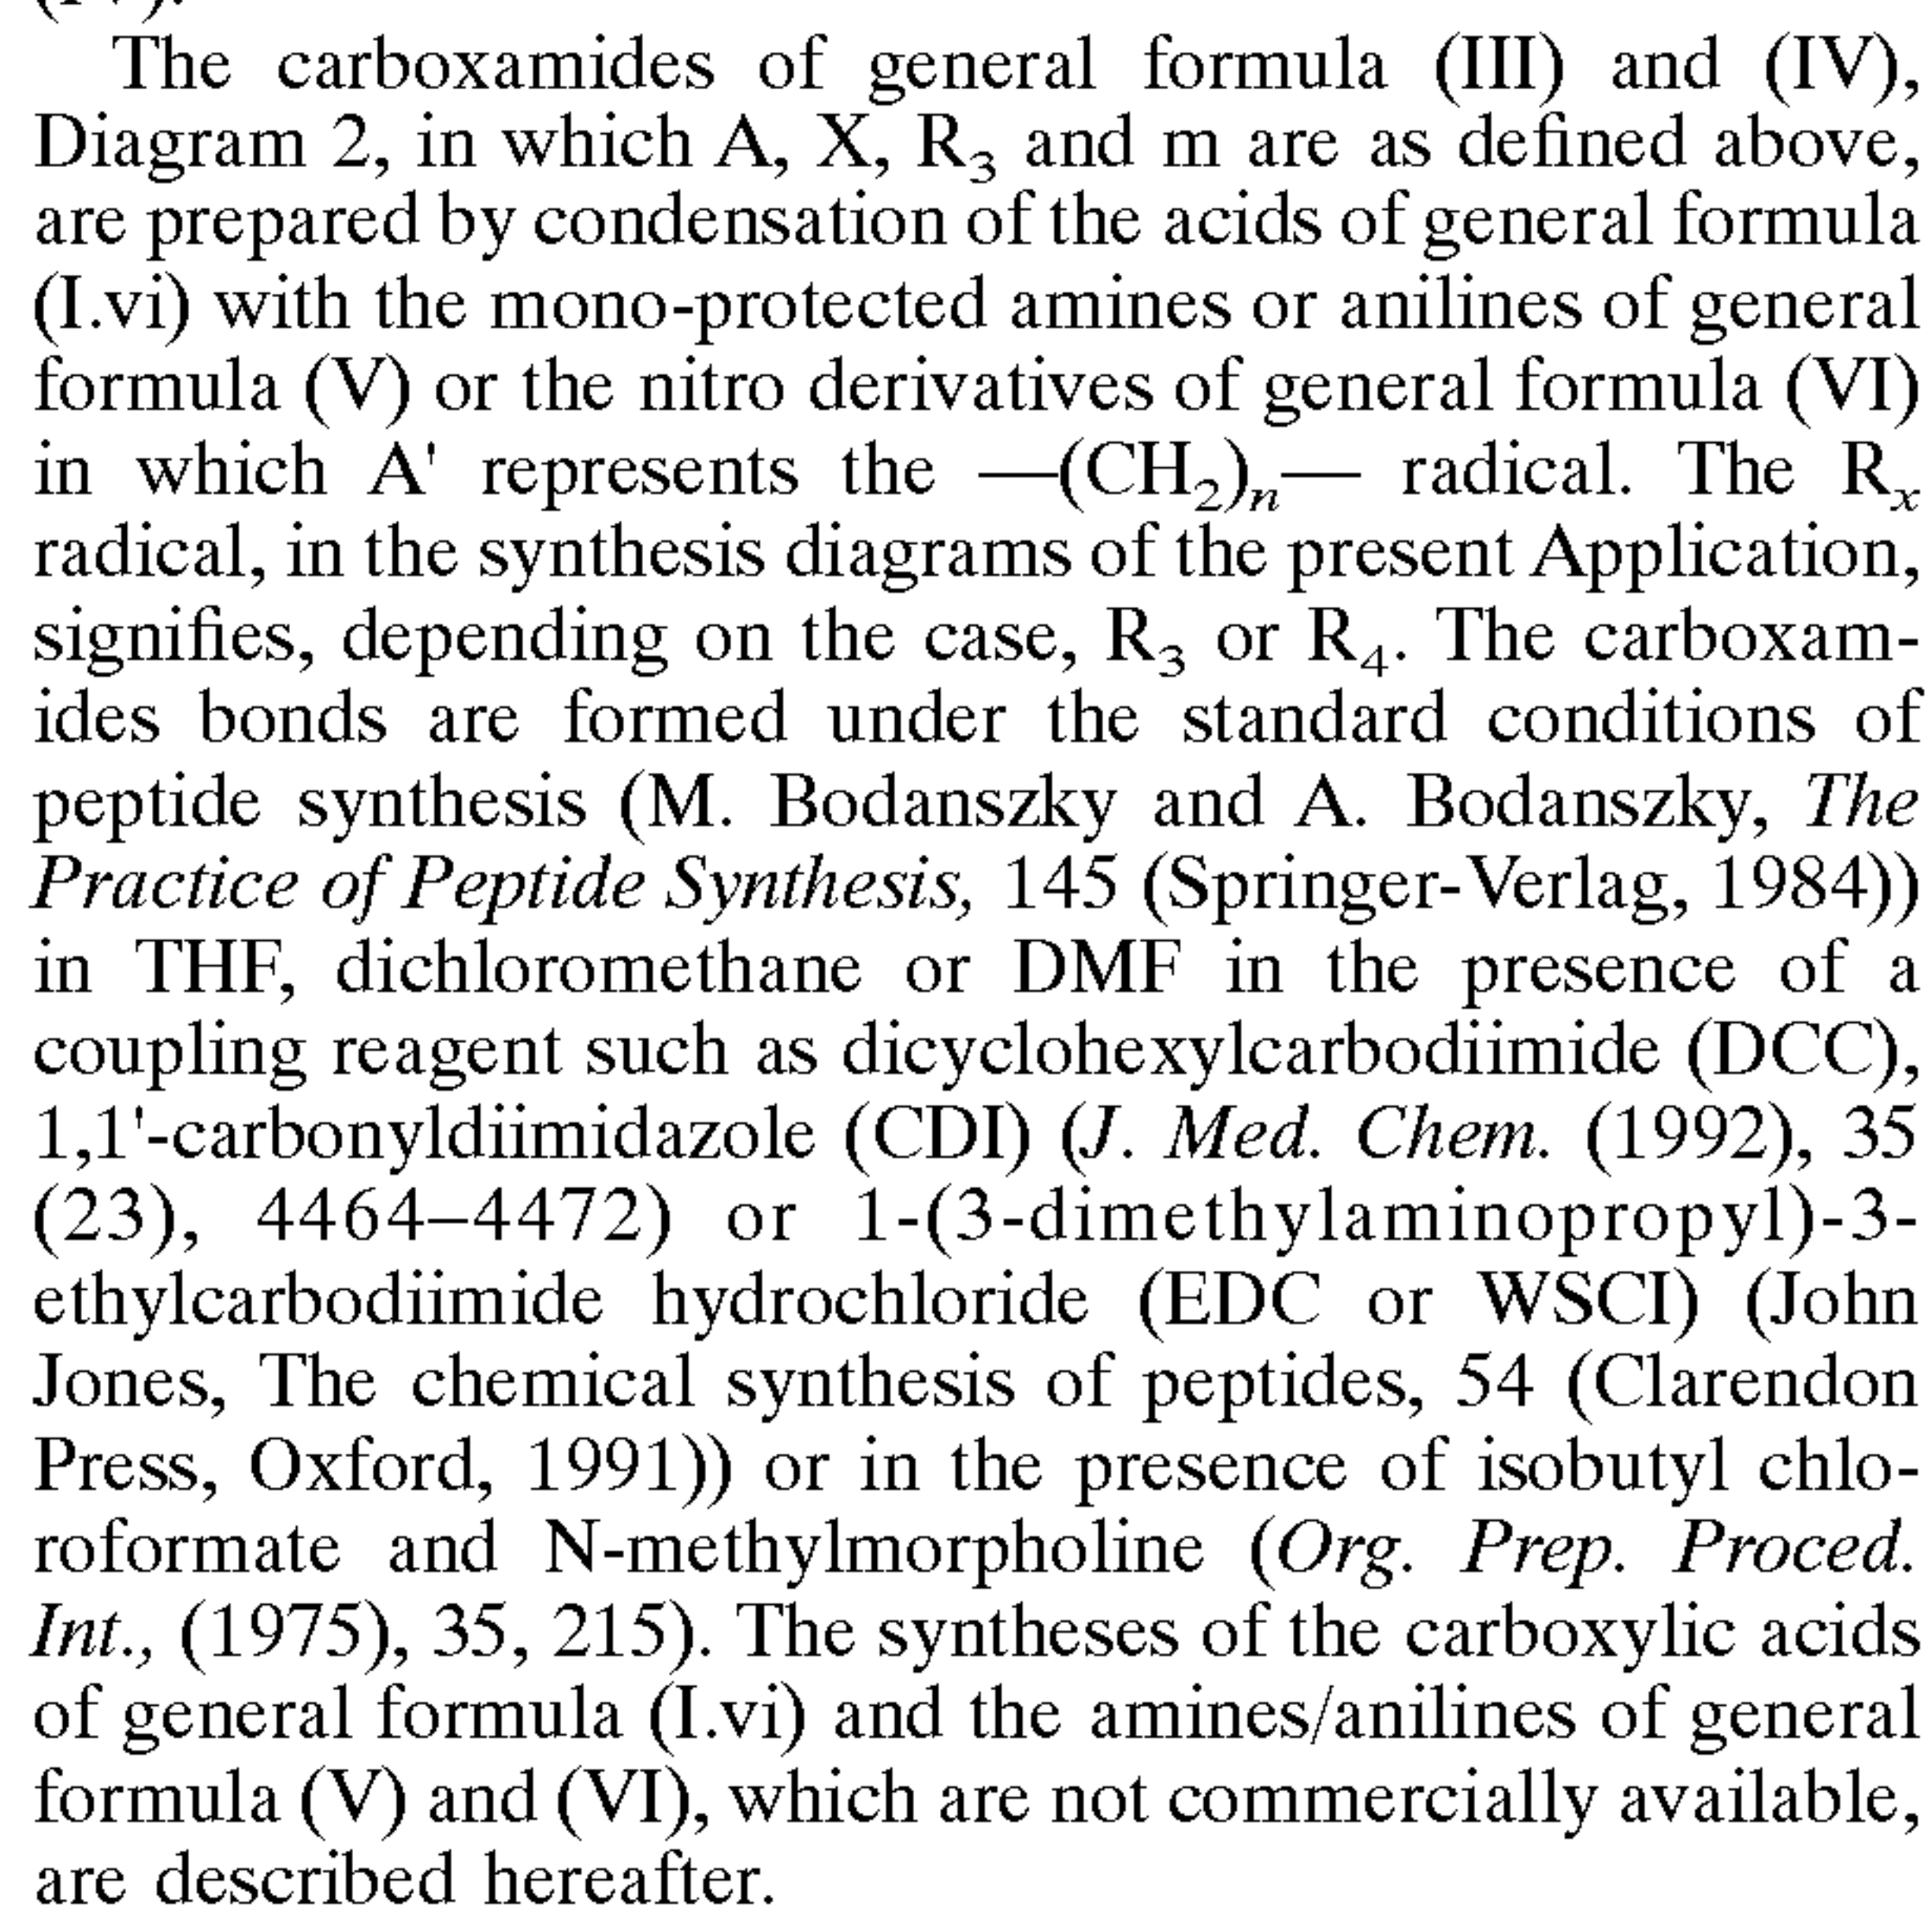 The carboxamides of general formula (III) and (IV),
Diagram 2, in which A, X, R₃ and m are as defined above,
are prepared by condensation of the acids of general formula
(I.vi) with the mono-protected amines or anilines of general
formula (V) or the nitro derivatives of general formula (VI)
in which A' represents the —(CH₂)ₙ— radical. The Rₓ
radical, in the synthesis diagrams of the present Application,
signifies, depending on the case, R₃ or R₄. The carboxam-
ides bonds are formed under the standard conditions of
peptide synthesis (M. Bodanszky and A. Bodanszky, The
Practice of Peptide Synthesis, 145 (Springer-Verlag, 1984))
in THF, dichloromethane or DMF in the presence of a
coupling reagent such as dicyclohexylcarbodiimide (DCC),
1,1'-carbonyldiimidazole (CDI) (J. Med. Chem. (1992), 35
(23), 4464–4472) or 1-(3-dimethylaminopropyl)-3-
ethylcarbodiimide hydrochloride (EDC or WSCI) (John
Jones, The chemical synthesis of peptides, 54 (Clarendon
Press, Oxford, 1991)) or in the presence of isobutyl chlo-
roformate and N-methylmorpholine (Org. Prep. Proced.
Int., (1975), 35, 215). The syntheses of the carboxylic acids
of general formula (I.vi) and the amines/anilines of general
formula (V) and (VI), which are not commercially available,
are described hereafter.